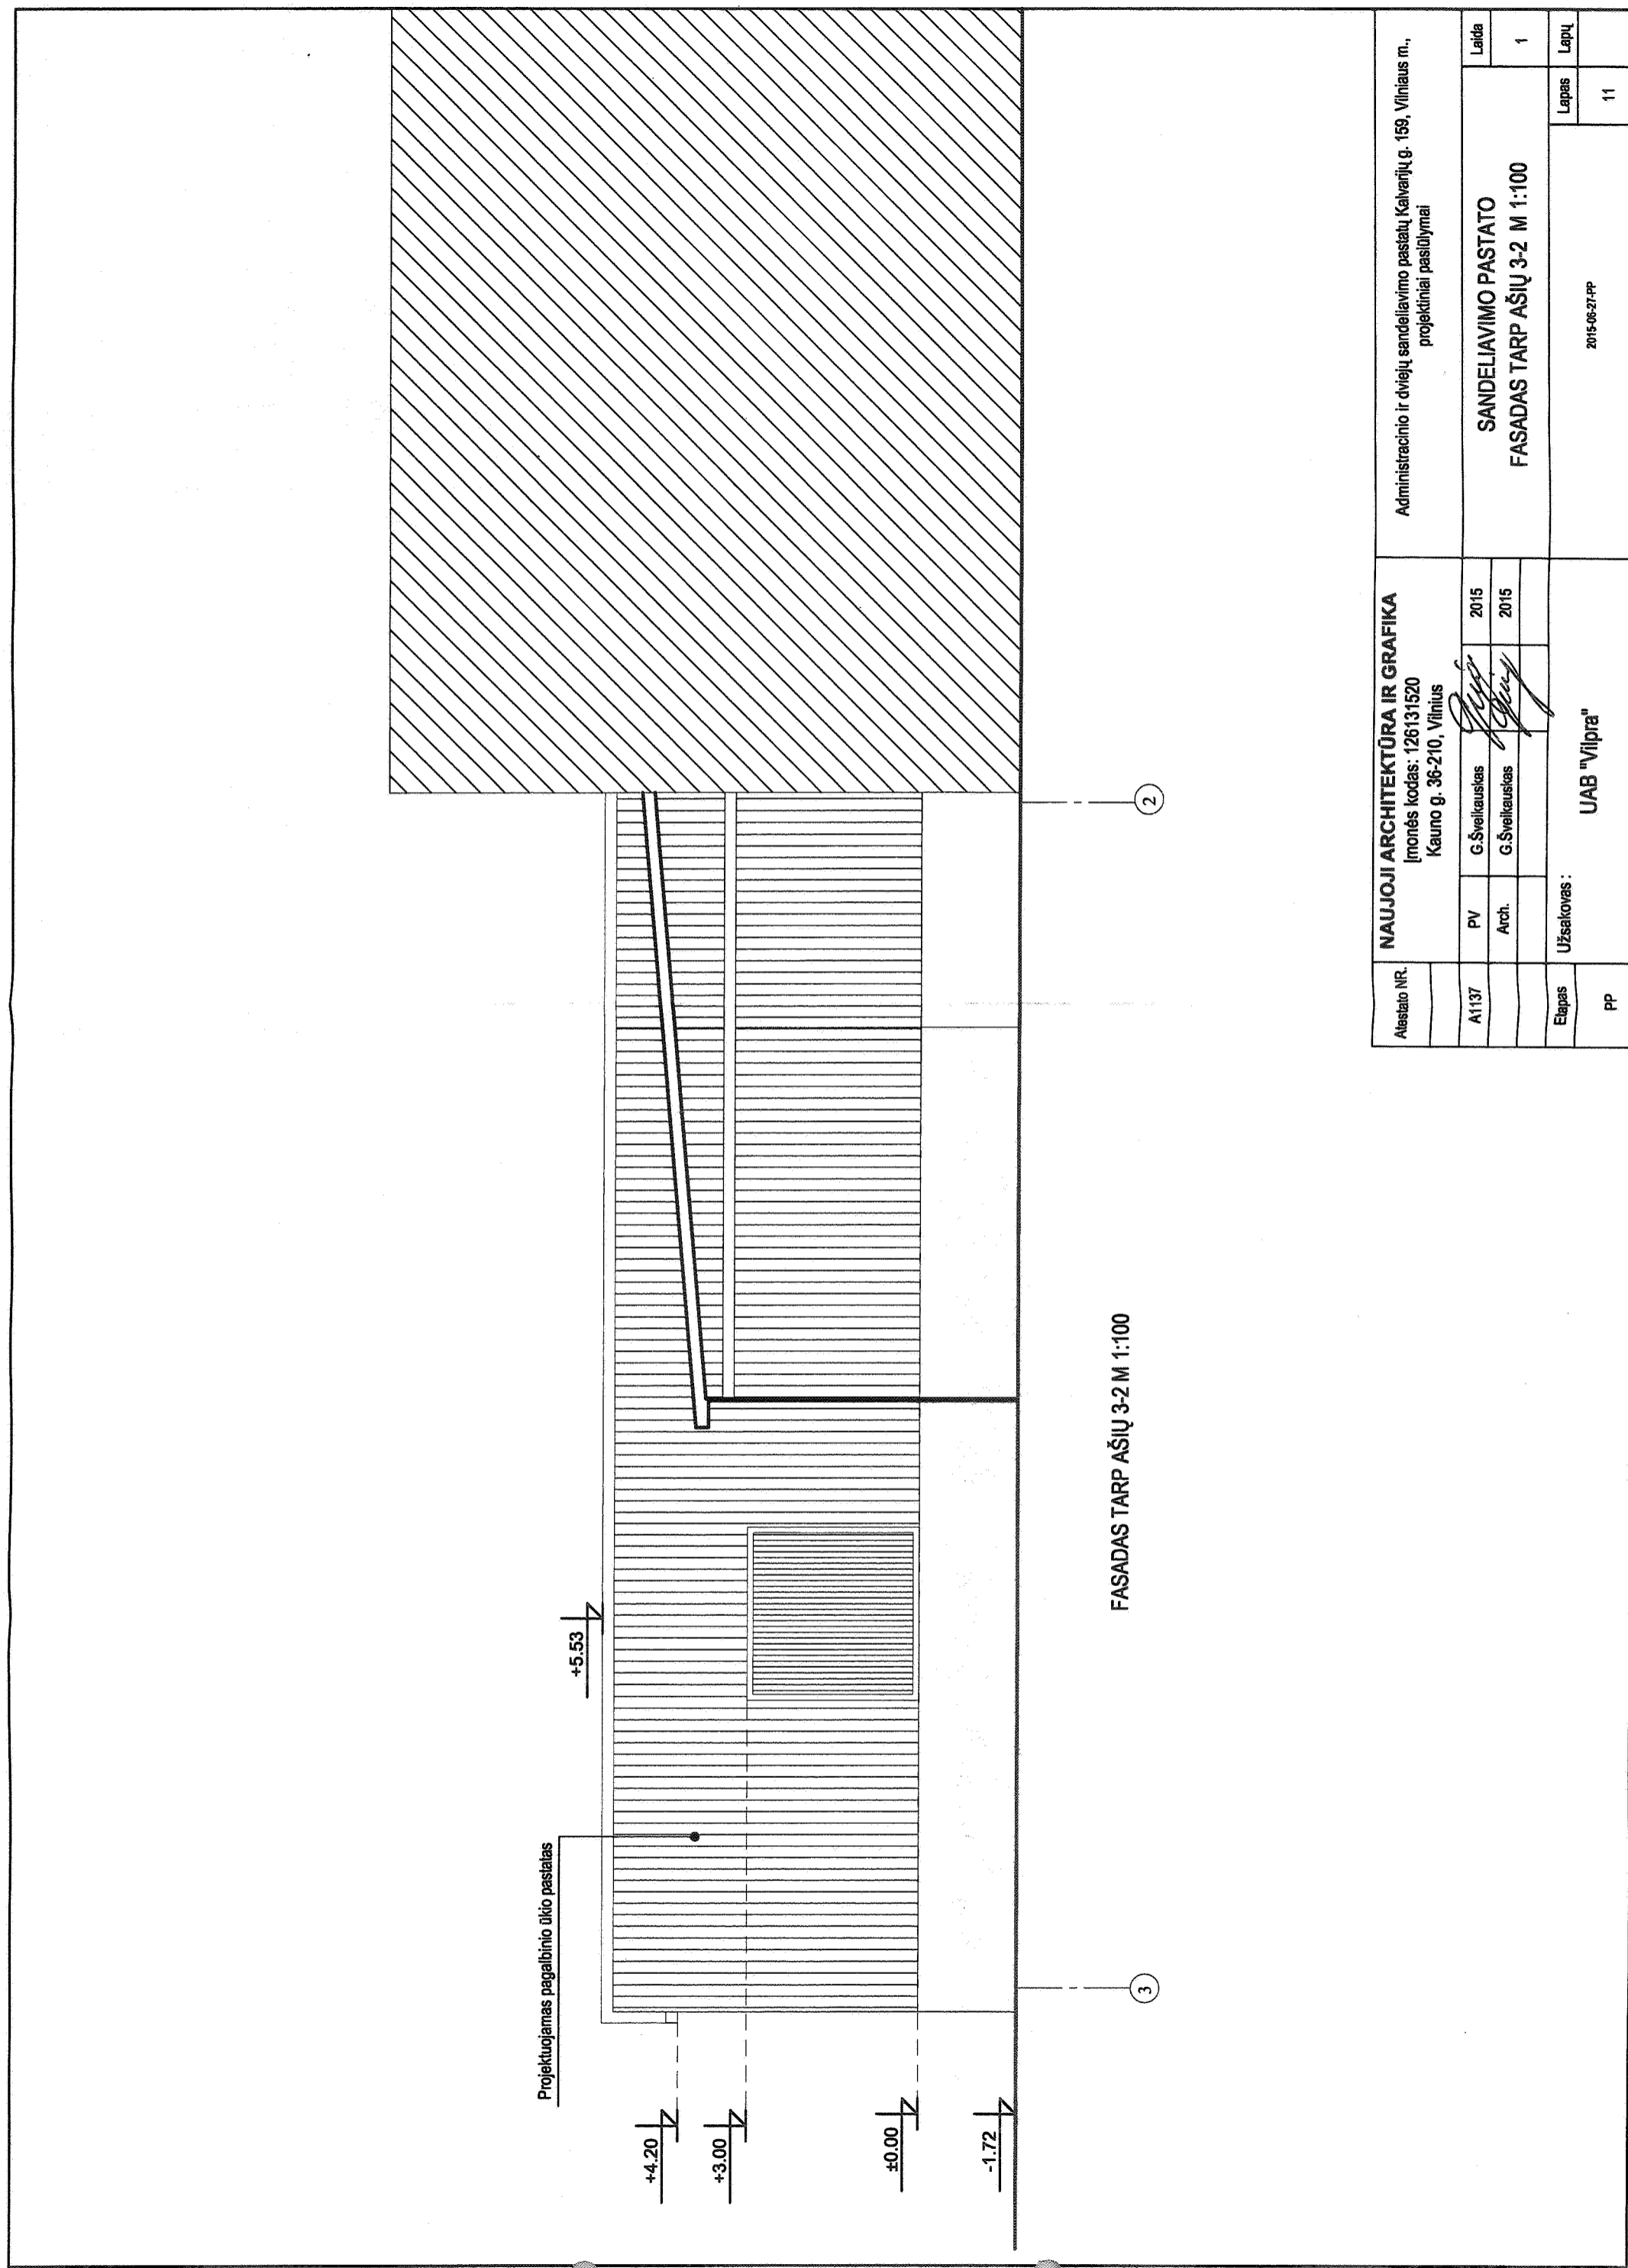 Projektuojamas pagalbinio ūkio pastatas
+5.53
+4.20
+3.00
±0.00
-1.72
3
2
FASADAS TARP AŠIŲ 3-2 M 1:100
Atestato NR.
NAUJOJI ARCHITEKTŪRA IR GRAFIKA
Įmonės kodas: 126131520
Kauno g. 36-210, Vilnius
Administracinio ir dviejų sandeliavimo pastatų Kalvarijų g. 159, Vilniaus m.,
projektiniai pasiūlymai
A1137 PV G.Šveikauskas 2015
Arch. G.Šveikauskas 2015
SANDELIAVIMO PASTATO
FASADAS TARP AŠIŲ 3-2 M 1:100
Laida
1
Etapas
PP
Užsakovas :
UAB "Vilpra"
2015-06-27-PP
Lapas Lapų
11